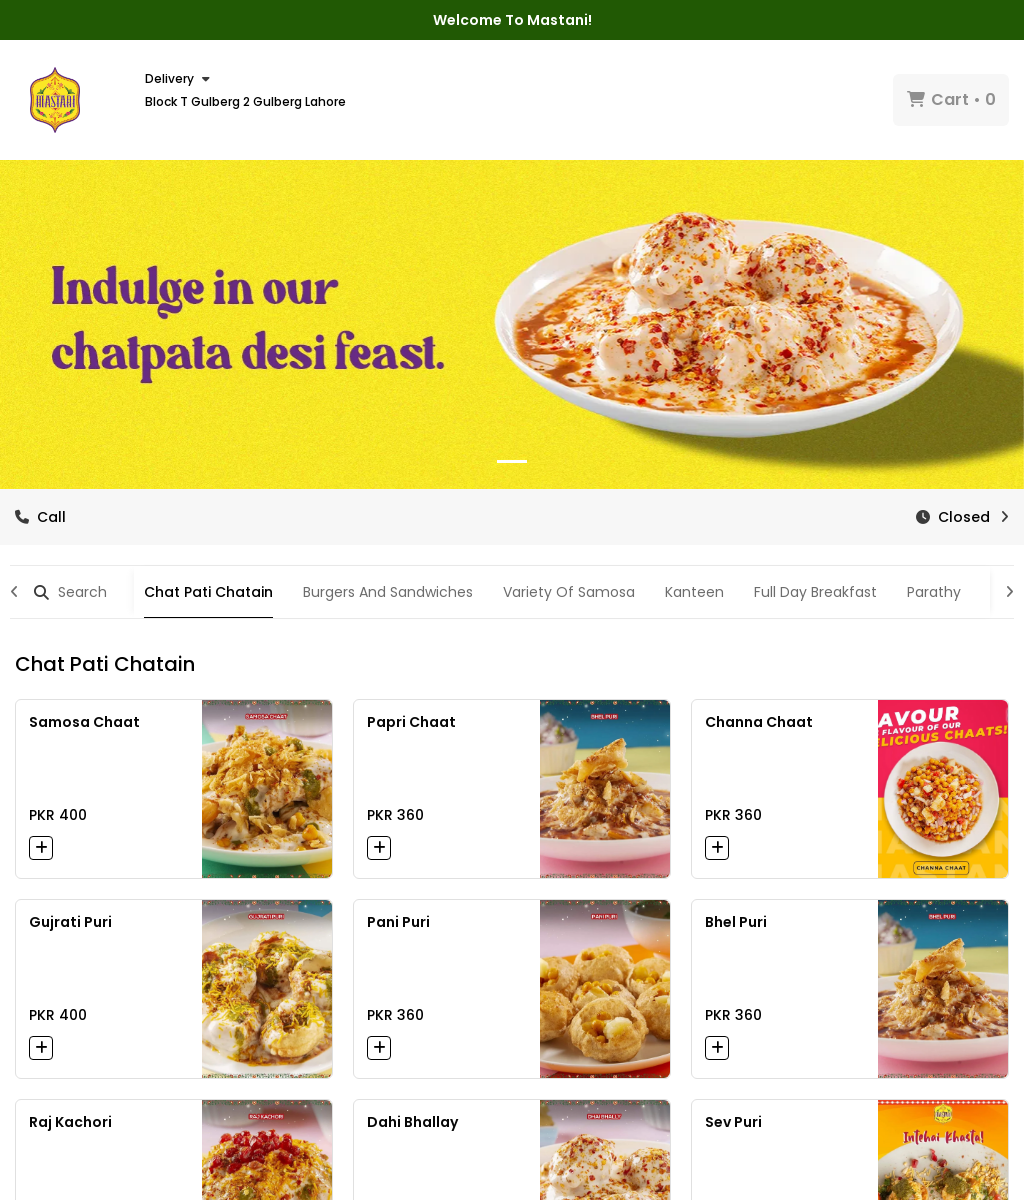 Welcome To Mastani!
MASTANI
Delivery
Block T Gulberg 2 Gulberg Lahore
Cart • 0
Indulge in our
chatpata desi feast.
Call
Closed
Search
Chat Pati Chatain
Burgers And Sandwiches
Variety Of Samosa
Kanteen
Full Day Breakfast
Parathy
Chat Pati Chatain
Samosa Chaat
PKR 400
SAMOSA CHAAT
Papri Chaat
PKR 360
BHEL PURI
Channa Chaat
PKR 360
AVOUR
FLAVOUR OF OUR
ELICIOUS CHAATS!
CHANNA CHAAT
Gujrati Puri
PKR 400
GUJRATI PURI
Pani Puri
PKR 360
PANI PURI
Bhel Puri
PKR 360
BHEL PURI
Raj Kachori
RAJ KACHORI
Dahi Bhallay
DHAI BHALLY
Sev Puri
Intehai Khasta!